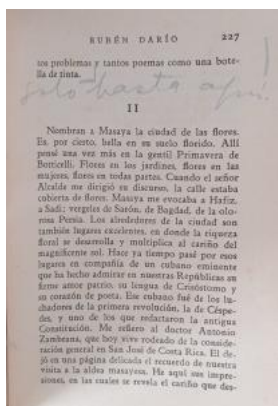 RUBÉN DARÍO 227
tos problemas y tantos poemas como una bote-
lla de tinta.
solo hasta aquí.
II
Nombran a Masaya la ciudad de las flores.
Es, por cierto, bella en su suelo florido. Allí
pensé una vez más en la gentil Primavera de
Botticelli. Flores en los jardines, flores en las
mujeres, flores en todas partes. Cuando el señor
Alcalde me dirigió su discurso, la calle estaba
cubierta de flores. Masaya me evocaba a Hafiz,
a Sadi; vergeles de Sarón, de Bagdad, de la olo-
rosa Persia. Los alrededores de la ciudad son
también lugares excelentes, en donde la riqueza
floral se desarrolla y multiplica al cariño del
magnificente sol. Hace ya tiempo pasé por esos
lugares en compañía de un cubano eminente
que ha hecho admirar en nuestras Repúblicas su
firme amor patrio, su lengua de Crisóstomo y
su corazón de poeta. Ese cubano fué de los lu-
chadores de la primera revolución, la de Céspe-
des, y uno de los que redactaron la antigua
Constitución. Me refiero al doctor Antonio
Zambrana, que hoy vive rodeado de la conside-
ración general en San José de Costa Rica. El de-
jó en una página delicada el recuerdo de nuestra
visita a la aldea masayesa. He aquí sus impre-
siones, en las cuales se revela el cariño que des-